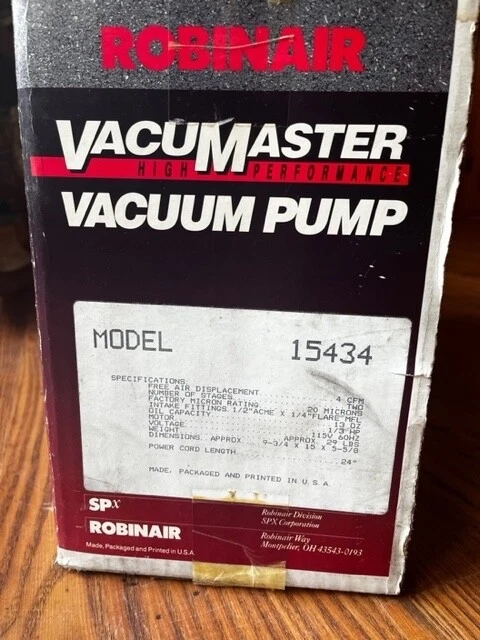 ROBINAIR
VACUMASTER
HIGH PERFORMANCE
VACUUM PUMP
MODEL 15434
SPECIFICATIONS
FREE AIR DISPLACEMENT .......... 4 CFM
NUMBER OF STAGES .......... TWO
FACTORY MICRON RATING .......... 20 MICRONS
INTAKE FITTINGS 1/2"ACME X 1/4"FLARE MFL
OIL CAPACITY .......... 13 OZ
MOTOR .......... 1/3 HP
VOLTAGE .......... 115V 60HZ
WEIGHT .......... APPROX. 29 LBS
DIMENSIONS, APPROX 9-3/4 X 15 X 5-5/8
POWER CORD LENGTH .......... 24"
MADE, PACKAGED AND PRINTED IN U.S.A
SPX
ROBINAIR
Made, Packaged and Printed in U.S.A.
Robinair Division
SPX Corporation
Robinair Way
Montpelier, OH 43543-0193